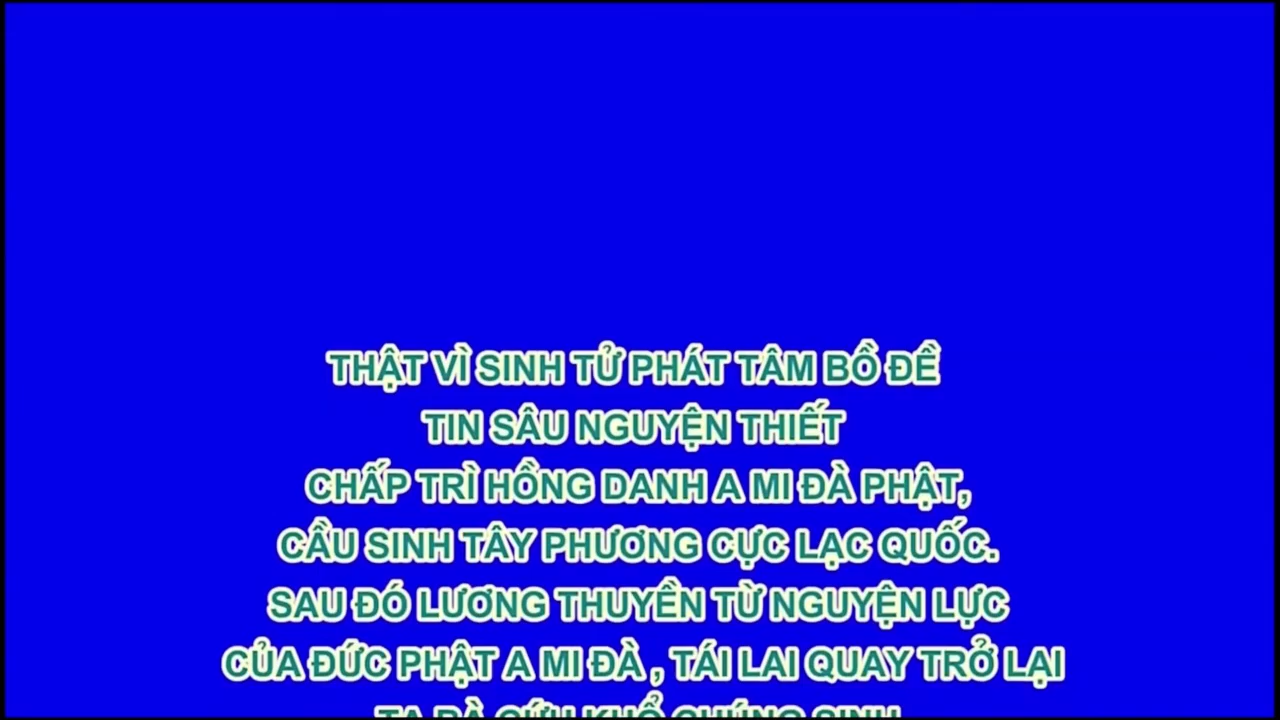 THẬT VÌ SINH TỬ PHÁT TÂM BỒ ĐỀ
TIN SÂU NGUYỆN THIẾT
CHẤP TRÌ HỒNG DANH A MI ĐÀ PHẬT,
CẦU SINH TÂY PHƯƠNG CỰC LẠC QUỐC.
SAU ĐÓ LƯƠNG THUYỀN TỪ NGUYỆN LỰC
CỦA ĐỨC PHẬT A MI ĐÀ , TÁI LAI QUAY TRỞ LẠI